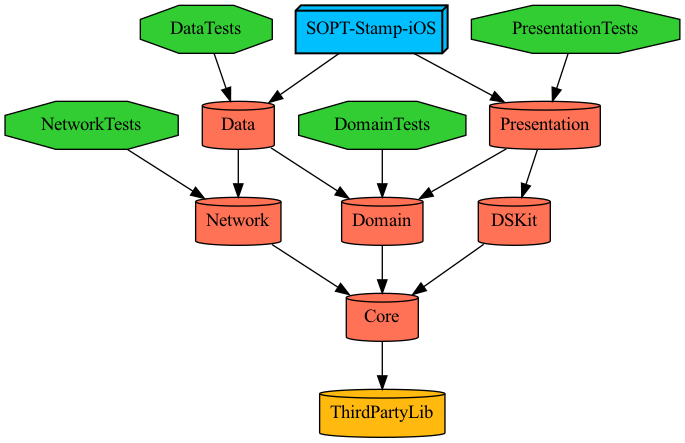 DataTests
SOPT-Stamp-iOS
PresentationTests
NetworkTests
Data
DomainTests
Presentation
Network
Domain
DSKit
Core
ThirdPartyLib